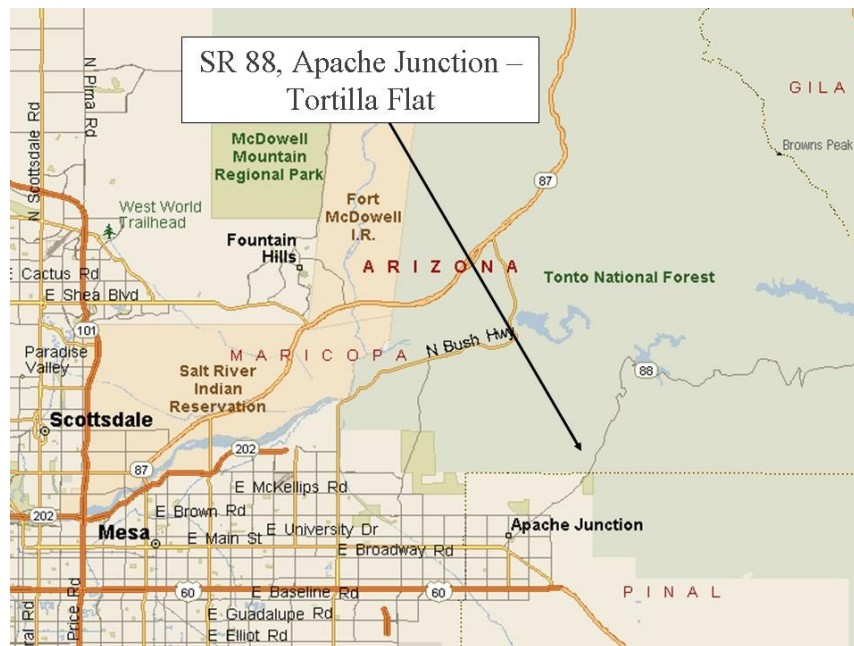 SR 88, Apache Junction –
Tortilla Flat
N Scottsdale Rd
N Pima Rd
GILA
Browns Peak
McDowell
Mountain
Regional Park
87
West World
Trailhead
Fort
McDowell
I.R.
Fountain
Hills
ARIZONA
E Cactus Rd
Tonto National Forest
E Shea Blvd
101
N Bush Hwy
MARICOPA
Paradise
Valley
88
Salt River
Indian
Reservation
Scottsdale
202
87
E McKellips Rd
202
E Brown Rd
E University Dr
Apache Junction
Mesa
E Main St
E Broadway Rd
60
E Baseline Rd
60
PINAL
E Guadalupe Rd
E Elliot Rd
ral Rd
Price Rd